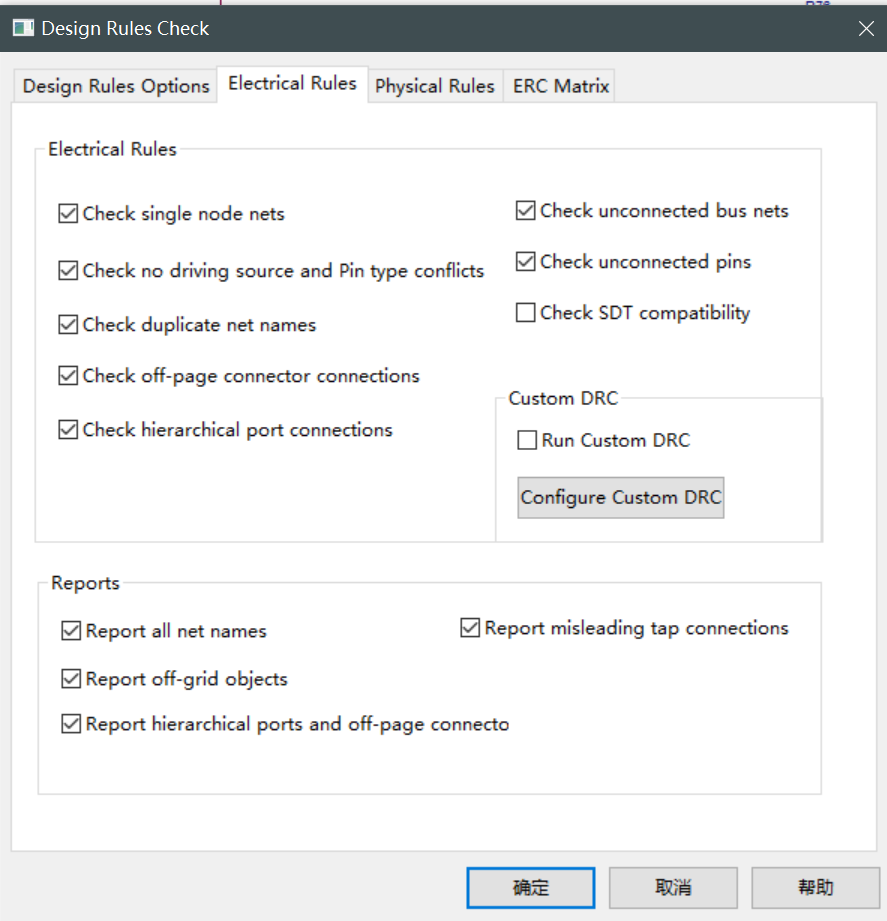 Design Rules Check
Design Rules Options
Electrical Rules
Physical Rules
ERC Matrix
Electrical Rules
Check single node nets
Check no driving source and Pin type conflicts
Check duplicate net names
Check off-page connector connections
Check hierarchical port connections
Check unconnected bus nets
Check unconnected pins
Check SDT compatibility
Custom DRC
Run Custom DRC
Configure Custom DRC
Reports
Report all net names
Report off-grid objects
Report hierarchical ports and off-page connecto
Report misleading tap connections
确定
取消
帮助